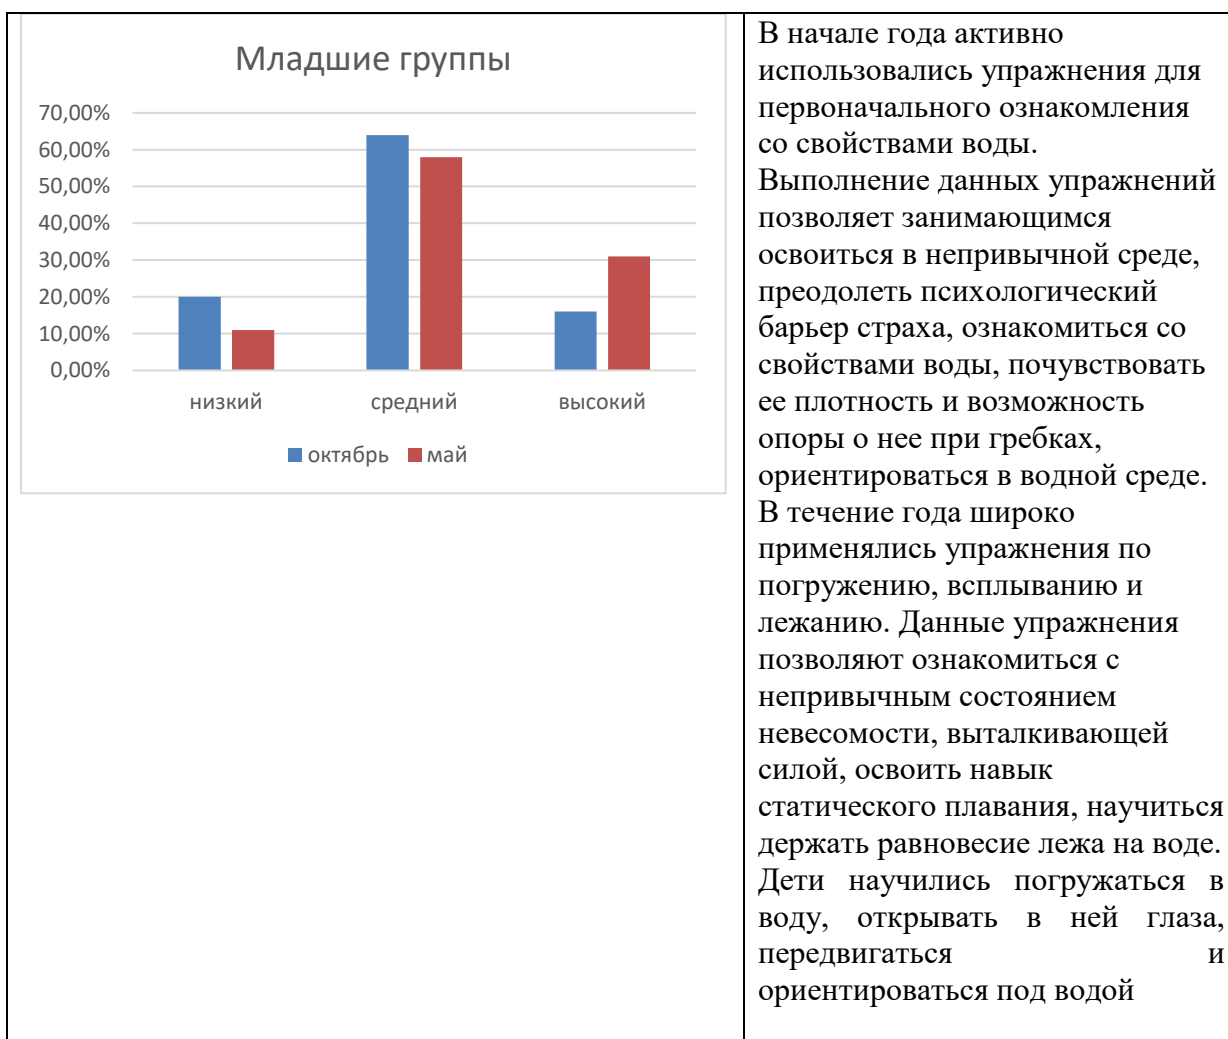 Младшие группы
70,00%
60,00%
50,00%
40,00%
30,00%
20,00%
10,00%
0,00%
низкий средний высокий
октябрь май
В начале года активно
использовались упражнения для
первоначального ознакомления
со свойствами воды.
Выполнение данных упражнений
позволяет занимающимся
освоиться в непривычной среде,
преодолеть психологический
барьер страха, ознакомиться со
свойствами воды, почувствовать
ее плотность и возможность
опоры о нее при гребках,
ориентироваться в водной среде.
В течение года широко
применялись упражнения по
погружению, всплыванию и
лежанию. Данные упражнения
позволяют ознакомиться с
непривычным состоянием
невесомости, выталкивающей
силой, освоить навык
статического плавания, научиться
держать равновесие лежа на воде.
Дети научились погружаться в
воду, открывать в ней глаза,
передвигаться и
ориентироваться под водой